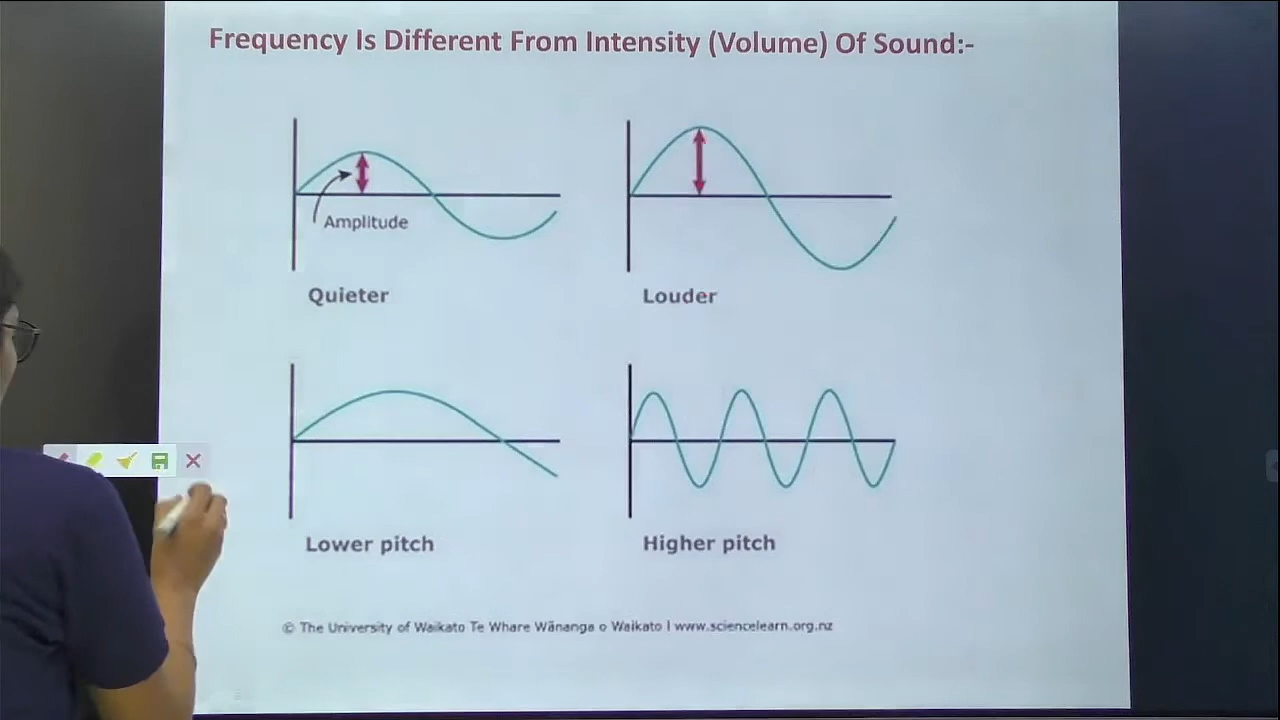 Frequency Is Different From Intensity (Volume) Of Sound:-
Amplitude
Quieter
Louder
Lower pitch
Higher pitch
© The University of Waikato Te Whare Wānanga o Waikato | www.sciencelearn.org.nz